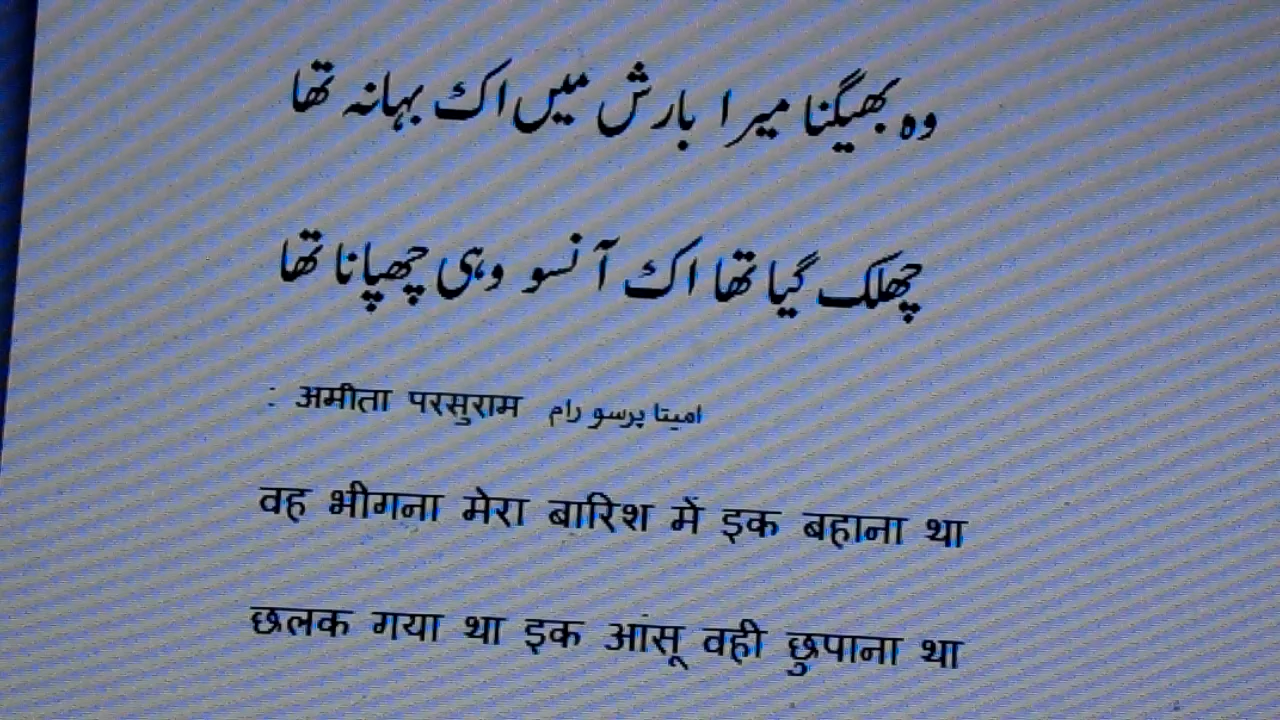 وہ بھیگنا میرا بارش میں اک بہانہ تھا
چھلک گیا تھا اک آنسو وہی چھپانا تھا
: अमीता परसुराम امیتا پرسو رام
वह भीगना मेरा बारिश में इक बहाना था
छलक गया था इक आंसू वही छुपाना था